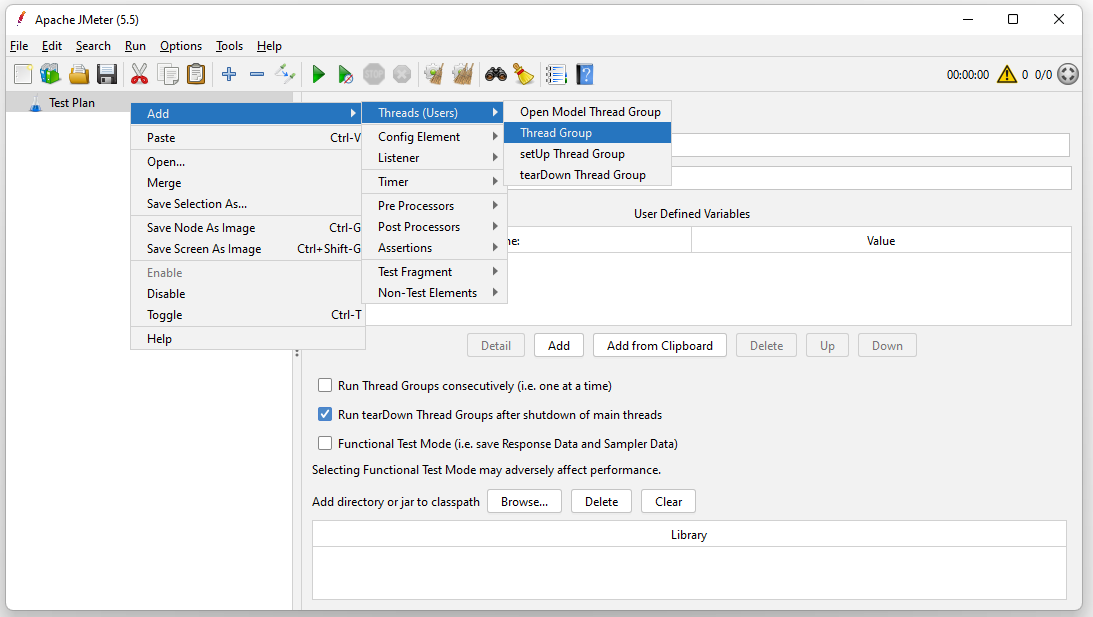 Apache JMeter (5.5)
File Edit Search Run Options Tools Help
STOP 00:00:00 0 0/0
Test Plan
Add
Paste Ctrl-V
Open...
Merge
Save Selection As...
Save Node As Image Ctrl-G
Save Screen As Image Ctrl+Shift-G
Enable
Disable
Toggle Ctrl-T
Help
Threads (Users)
Config Element
Listener
Timer
Pre Processors
Post Processors
Assertions
Test Fragment
Non-Test Elements
Open Model Thread Group
Thread Group
setUp Thread Group
tearDown Thread Group
User Defined Variables
Value
Detail Add Add from Clipboard Delete Up Down
Run Thread Groups consecutively (i.e. one at a time)
Run tearDown Thread Groups after shutdown of main threads
Functional Test Mode (i.e. save Response Data and Sampler Data)
Selecting Functional Test Mode may adversely affect performance.
Add directory or jar to classpath Browse... Delete Clear
Library